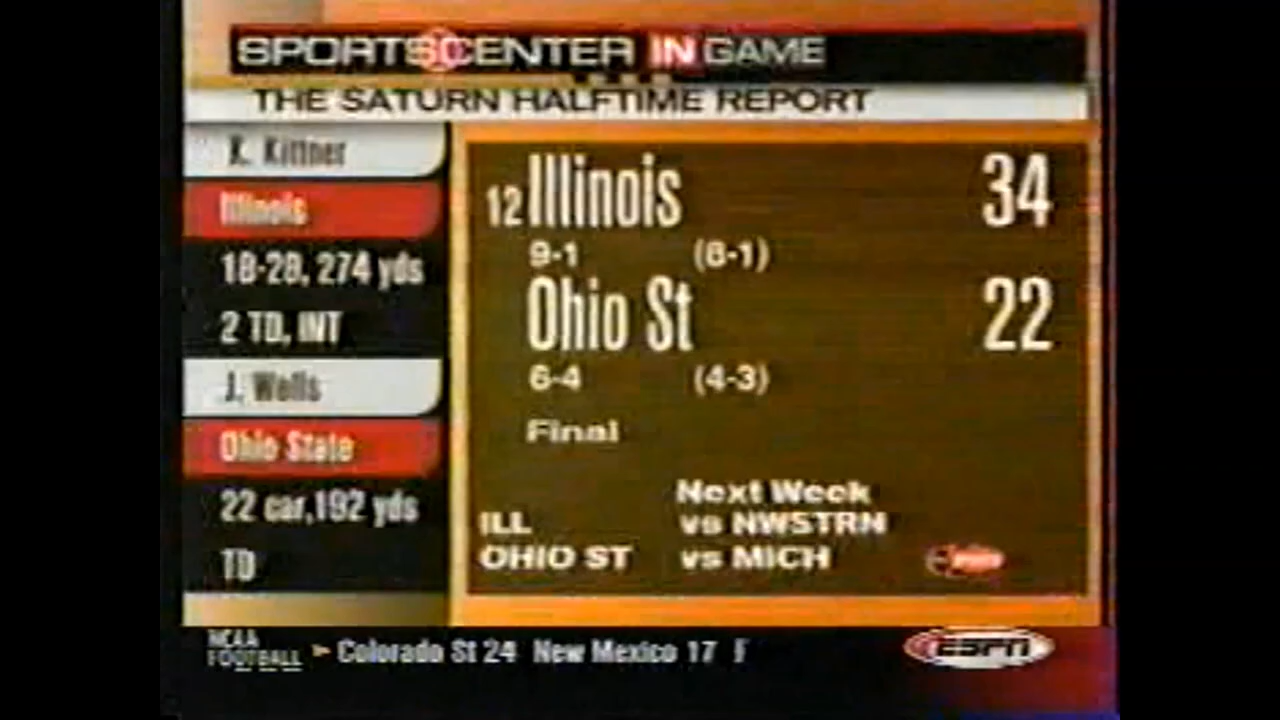 SPORTSCENTER IN GAME
THE SATURN HALFTIME REPORT
K. Kittner
Illinois
18-28, 274 yds
2 TD, INT
J. Wells
Ohio State
22 car,192 yds
TD
12 Illinois 34
9-1 (6-1)
Ohio St 22
6-4 (4-3)
Final
Next Week
ILL vs NWSTRN
OHIO ST vs MICH
NCAA FOOTBALL Colorado St 24 New Mexico 17 F
ESPN